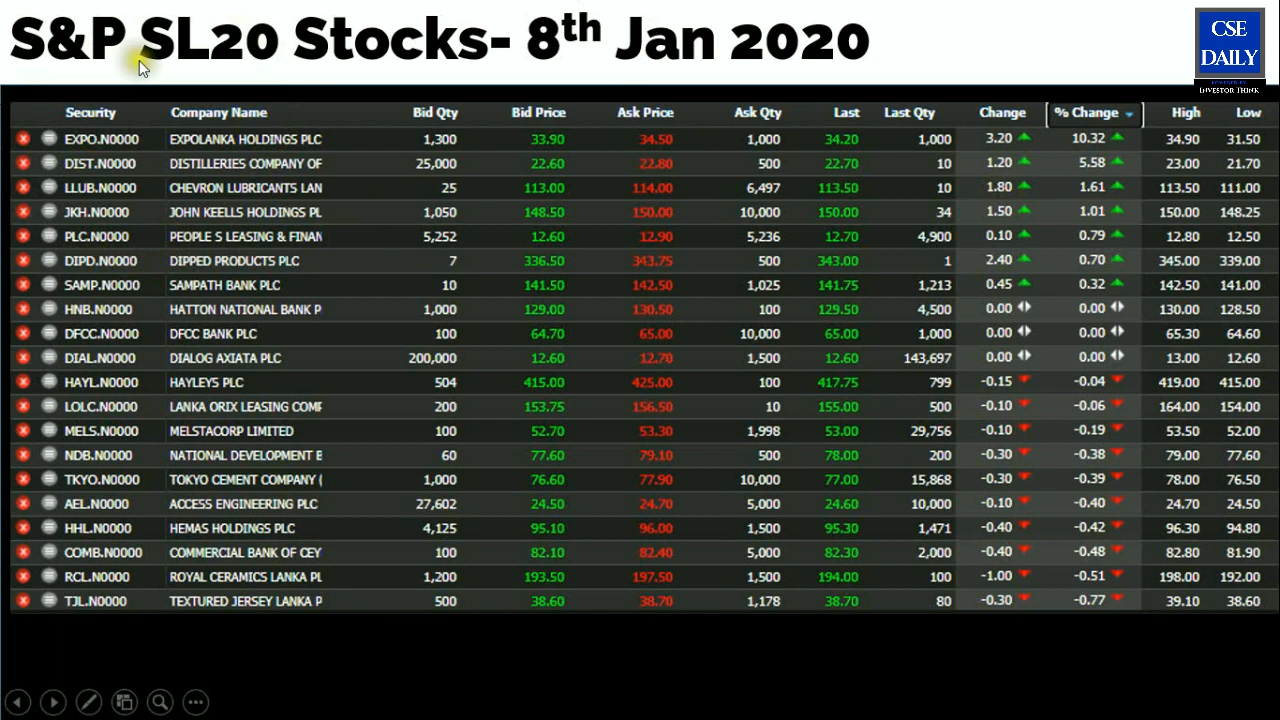 S&P SL20 Stocks- 8th Jan 2020
CSE
DAILY
POWERED BY
INVESTOR THINK
Security Company Name Bid Qty Bid Price Ask Price Ask Qty Last Last Qty Change % Change High Low
EXPO.N0000 EXPOLANKA HOLDINGS PLC 1,300 33.90 34.50 1,000 34.20 1,000 3.20 10.32 34.90 31.50
DIST.N0000 DISTILLERIES COMPANY OF 25,000 22.60 22.80 500 22.70 10 1.20 5.58 23.00 21.70
LLUB.N0000 CHEVRON LUBRICANTS LAN 25 113.00 114.00 6,497 113.50 10 1.80 1.61 113.50 111.00
JKH.N0000 JOHN KEELLS HOLDINGS PL 1,050 148.50 150.00 10,000 150.00 34 1.50 1.01 150.00 148.25
PLC.N0000 PEOPLE S LEASING & FINAN 5,252 12.60 12.90 5,236 12.70 4,900 0.10 0.79 12.80 12.50
DIPD.N0000 DIPPED PRODUCTS PLC 7 336.50 343.75 500 343.00 1 2.40 0.70 345.00 339.00
SAMP.N0000 SAMPATH BANK PLC 10 141.50 142.50 1,025 141.75 1,213 0.45 0.32 142.50 141.00
HNB.N0000 HATTON NATIONAL BANK P 1,000 129.00 130.50 100 129.50 4,500 0.00 0.00 130.00 128.50
DFCC.N0000 DFCC BANK PLC 100 64.70 65.00 10,000 65.00 1,000 0.00 0.00 65.30 64.60
DIAL.N0000 DIALOG AXIATA PLC 200,000 12.60 12.70 1,500 12.60 143,697 0.00 0.00 13.00 12.60
HAYL.N0000 HAYLEYS PLC 504 415.00 425.00 100 417.75 799 -0.15 -0.04 419.00 415.00
LOLC.N0000 LANKA ORIX LEASING COMP 200 153.75 156.50 10 155.00 500 -0.10 -0.06 164.00 154.00
MELS.N0000 MELSTACORP LIMITED 100 52.70 53.30 1,998 53.00 29,756 -0.10 -0.19 53.50 52.00
NDB.N0000 NATIONAL DEVELOPMENT B 60 77.60 79.10 500 78.00 200 -0.30 -0.38 79.00 77.60
TKYO.N0000 TOKYO CEMENT COMPANY ( 1,000 76.60 77.90 10,000 77.00 15,868 -0.30 -0.39 78.00 76.50
AEL.N0000 ACCESS ENGINEERING PLC 27,602 24.50 24.70 5,000 24.60 10,000 -0.10 -0.40 24.70 24.50
HHL.N0000 HEMAS HOLDINGS PLC 4,125 95.10 96.00 1,500 95.30 1,471 -0.40 -0.42 96.30 94.80
COMB.N0000 COMMERCIAL BANK OF CEY 100 82.10 82.40 5,000 82.30 2,000 -0.40 -0.48 82.80 81.90
RCL.N0000 ROYAL CERAMICS LANKA PL 1,200 193.50 197.50 1,500 194.00 100 -1.00 -0.51 198.00 192.00
TJL.N0000 TEXTURED JERSEY LANKA P 500 38.60 38.70 1,178 38.70 80 -0.30 -0.77 39.10 38.60